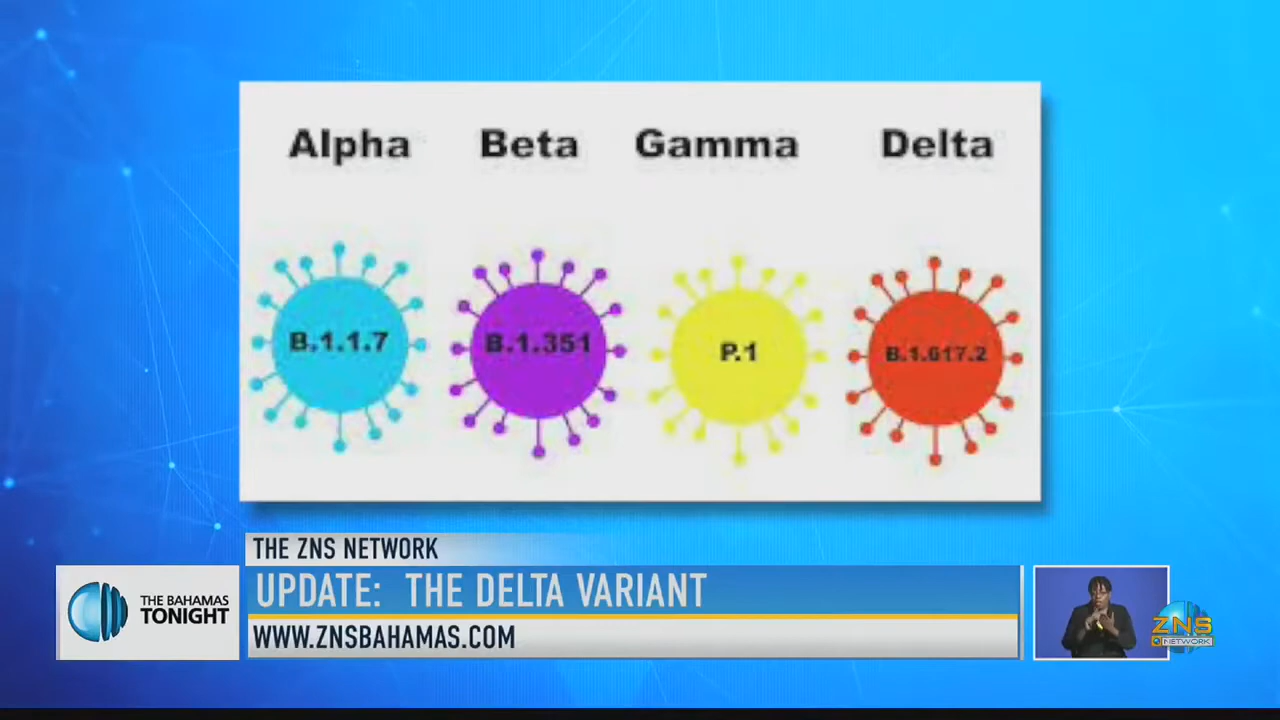 Alpha Beta Gamma Delta
B.1.1.7 B.1.351 P.1 B.1.617.2
THE ZNS NETWORK
UPDATE: THE DELTA VARIANT
WWW.ZNSBAHAMAS.COM
THE BAHAMAS
TONIGHT
ZNS
NETWORK